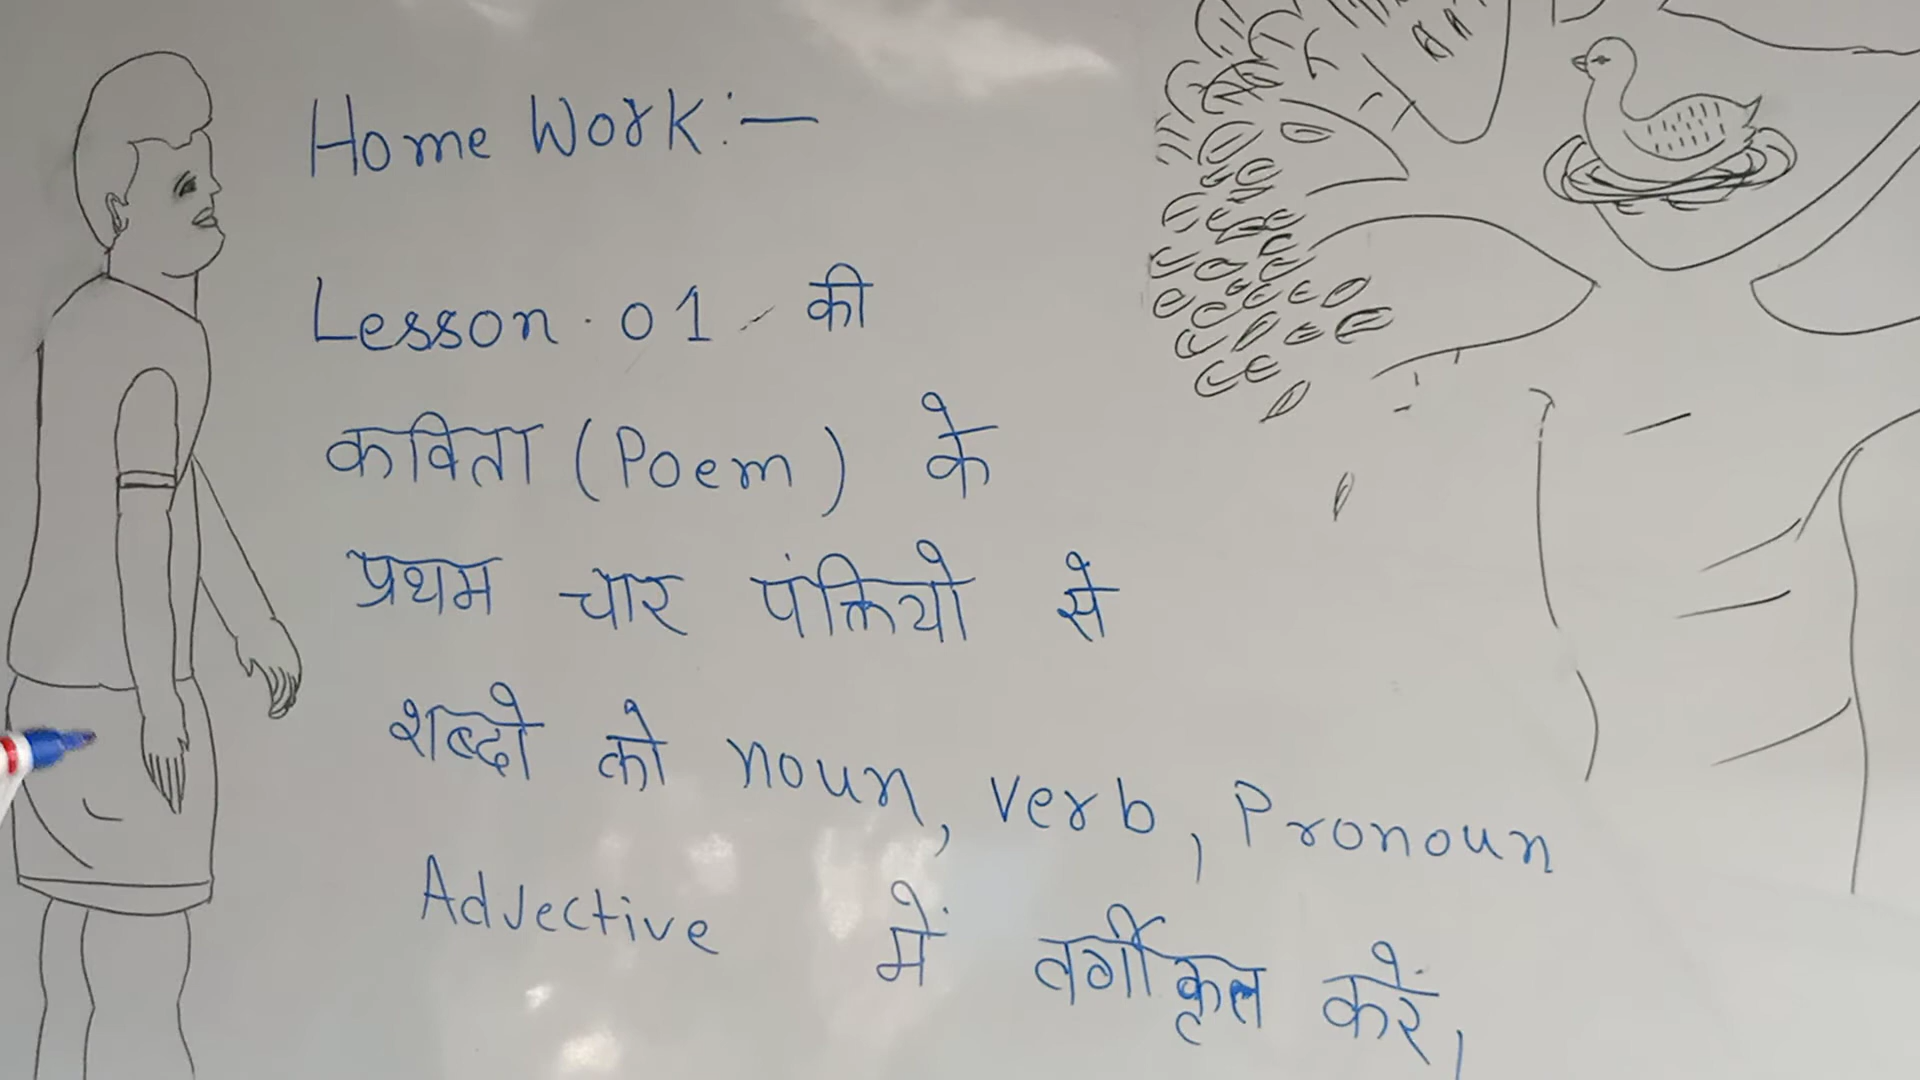 Home Work:—
Lesson. 01 की
कविता (Poem) के
प्रथम चार पंक्तियो से
शब्दो को noun, Verb, Pronoun
Adjective में वर्गीकृत करें,